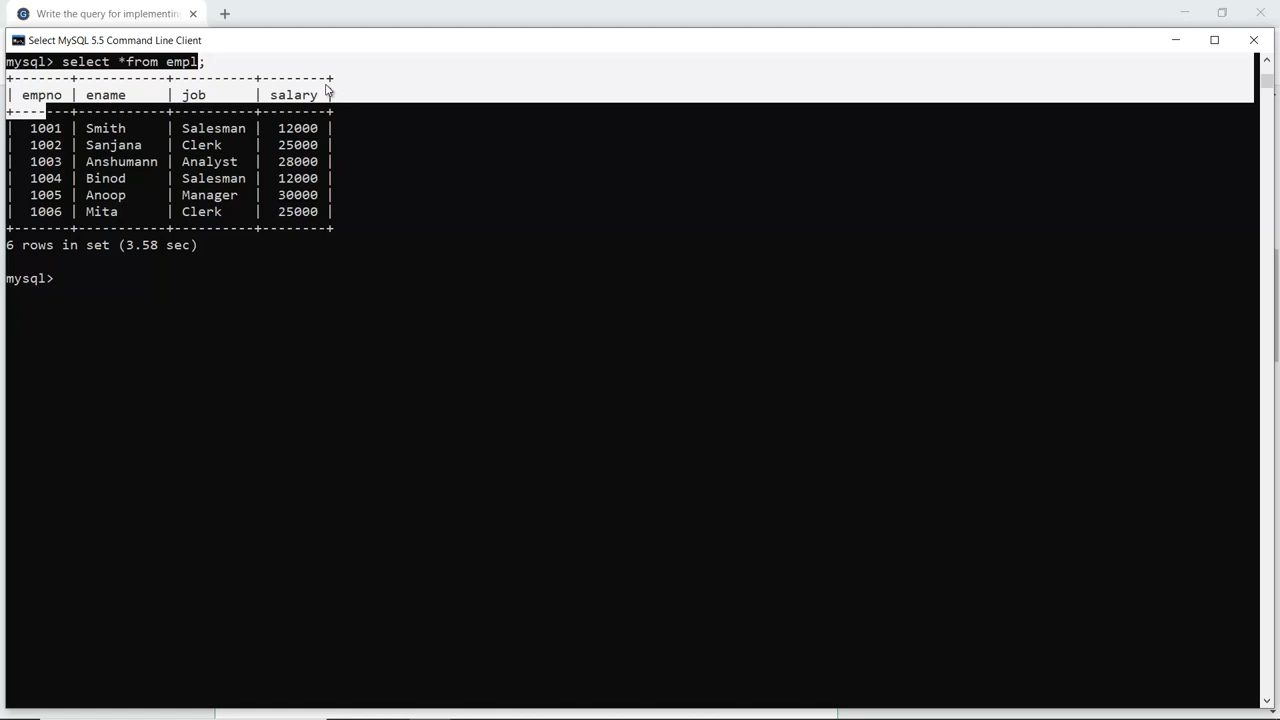 Write the query for implementin
Select MySQL 5.5 Command Line Client
mysql> select *from empl;
+-------+-----------+----------+--------+
| empno | ename     | job      | salary |
+-------+-----------+----------+--------+
|  1001 | Smith     | Salesman |  12000 |
|  1002 | Sanjana   | Clerk    |  25000 |
|  1003 | Anshumann | Analyst  |  28000 |
|  1004 | Binod     | Salesman |  12000 |
|  1005 | Anoop     | Manager  |  30000 |
|  1006 | Mita      | Clerk    |  25000 |
+-------+-----------+----------+--------+
6 rows in set (3.58 sec)
mysql>